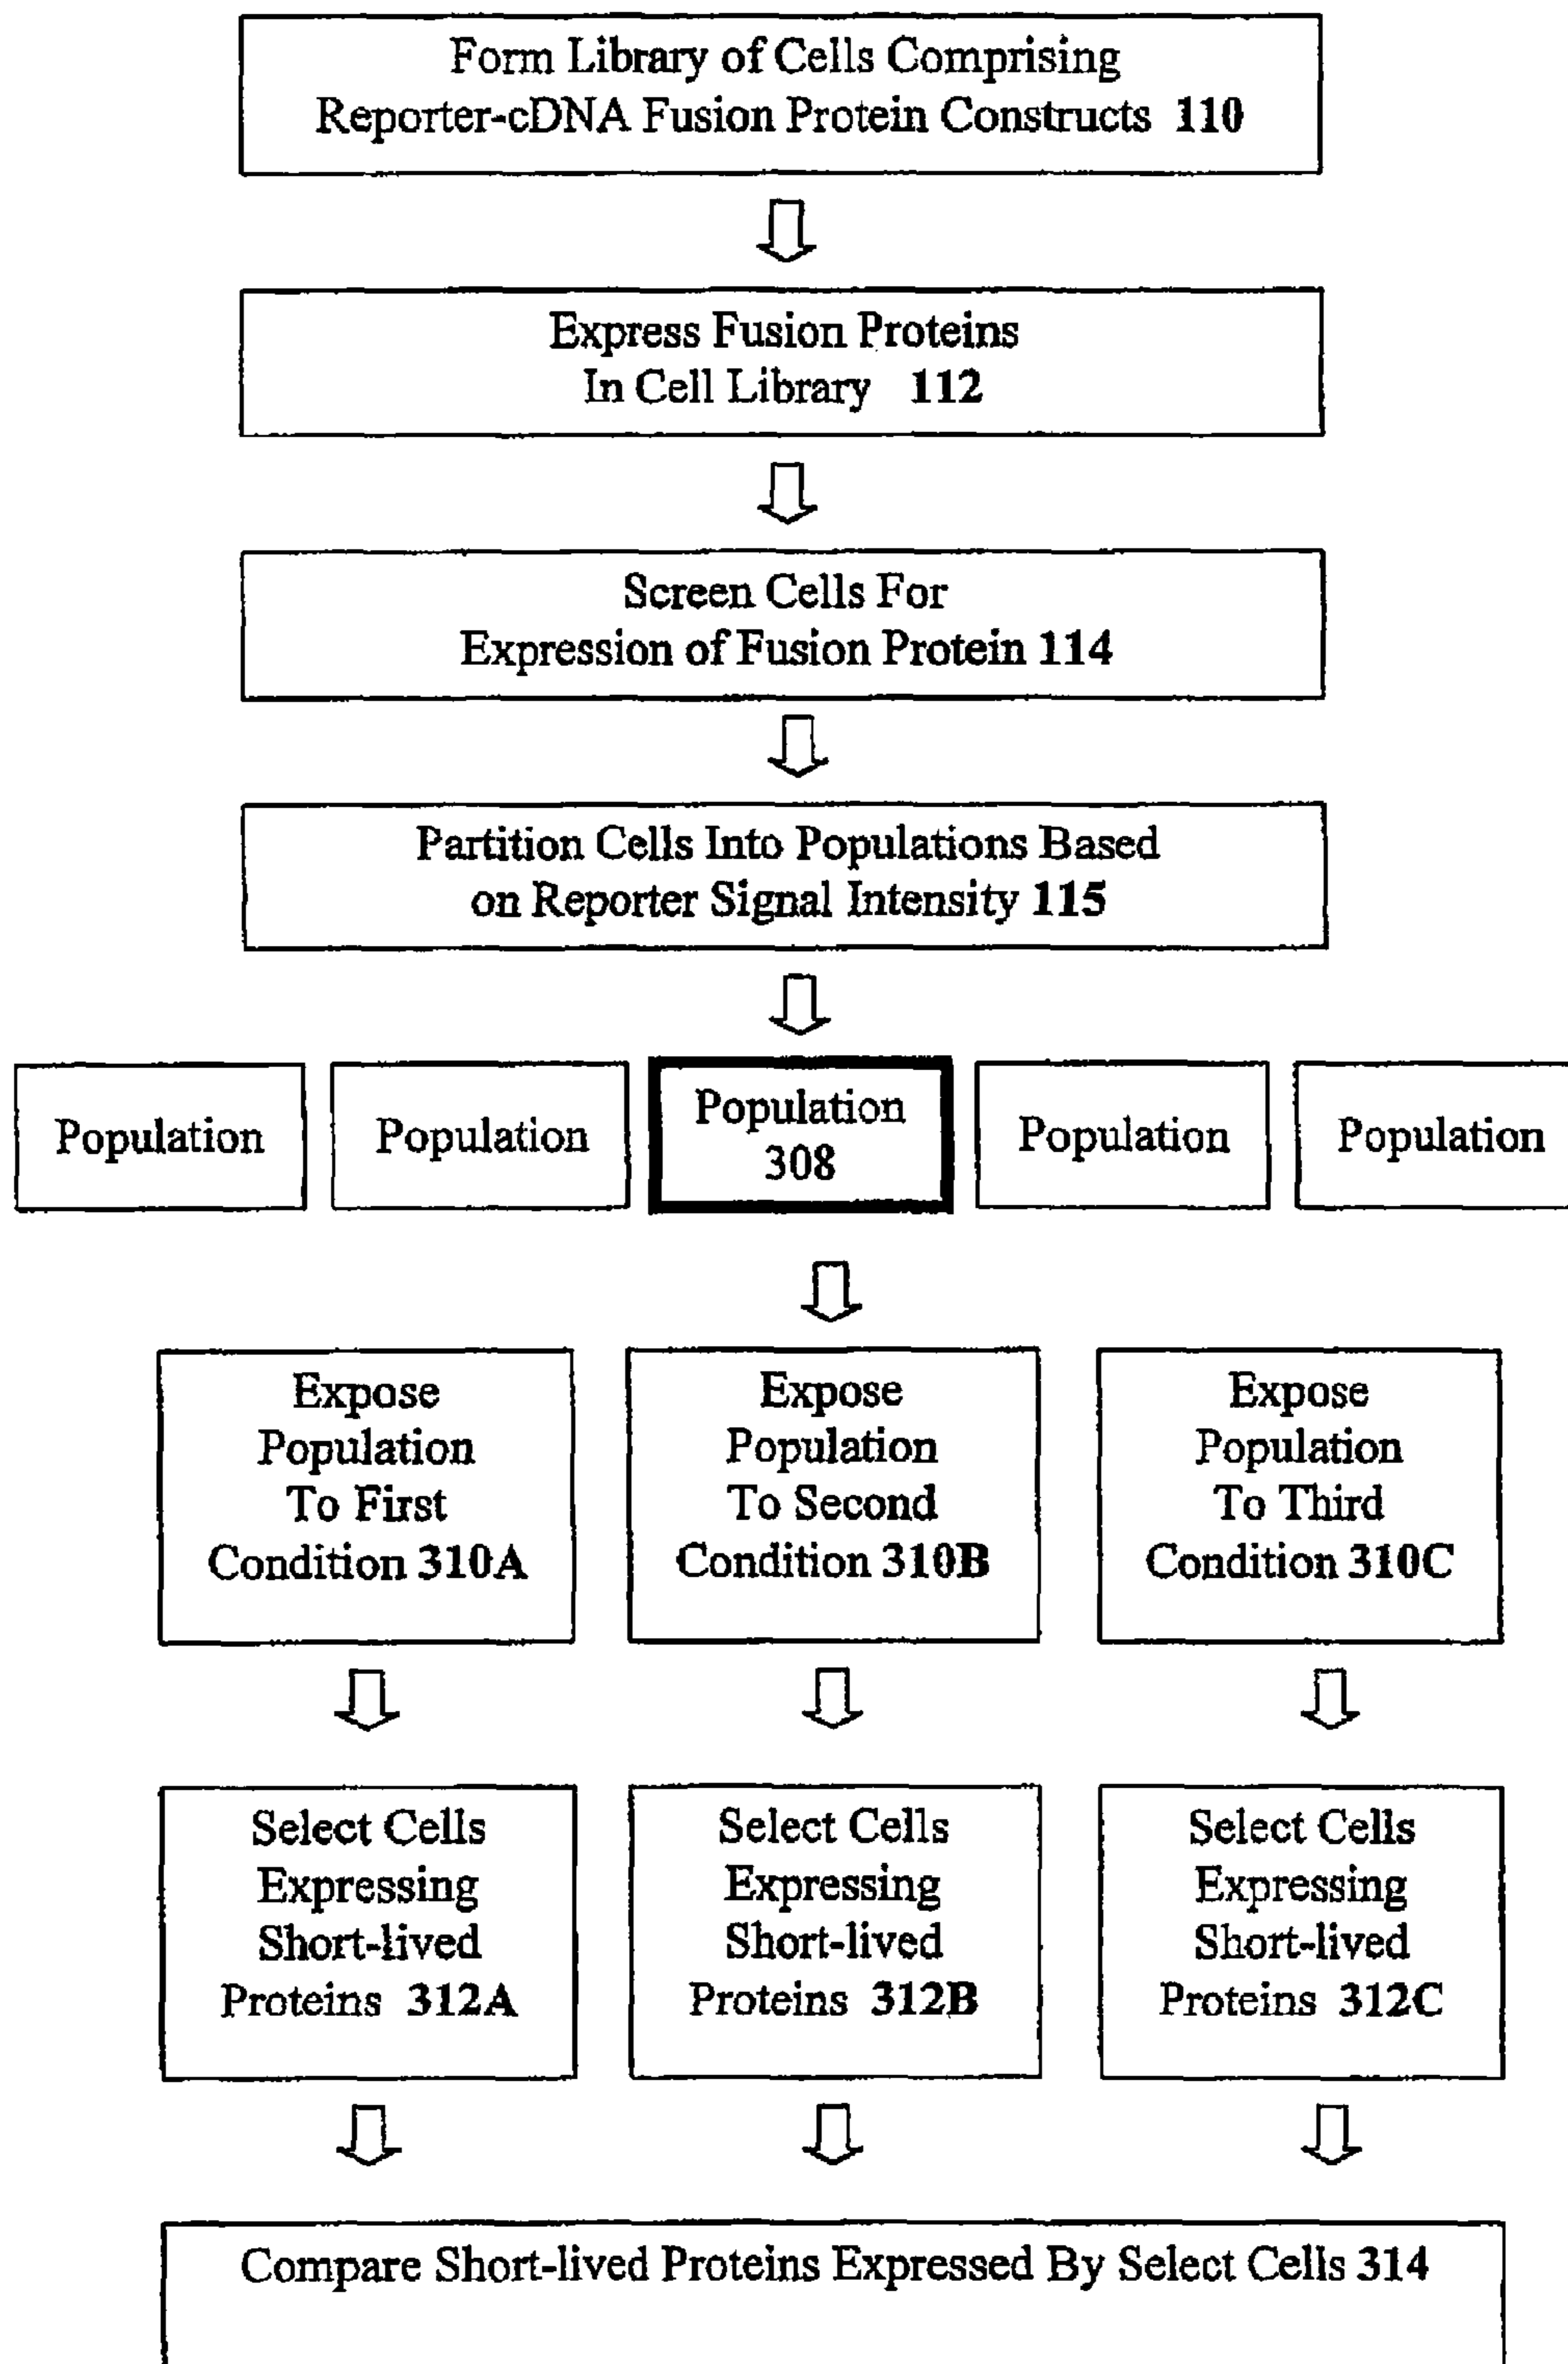 Form Library of Cells Comprising
Reporter-cDNA Fusion Protein Constructs 110
Express Fusion Proteins
In Cell Library 112
Screen Cells For
Expression of Fusion Protein 114
Partition Cells Into Populations Based
on Reporter Signal Intensity 115
Population
Population
Population
308
Population
Population
Expose
Population
To First
Condition 310A
Expose
Population
To Second
Condition 310B
Expose
Population
To Third
Condition 310C
Select Cells
Expressing
Short-lived
Proteins 312A
Select Cells
Expressing
Short-lived
Proteins 312B
Select Cells
Expressing
Short-lived
Proteins 312C
Compare Short-lived Proteins Expressed By Select Cells 314